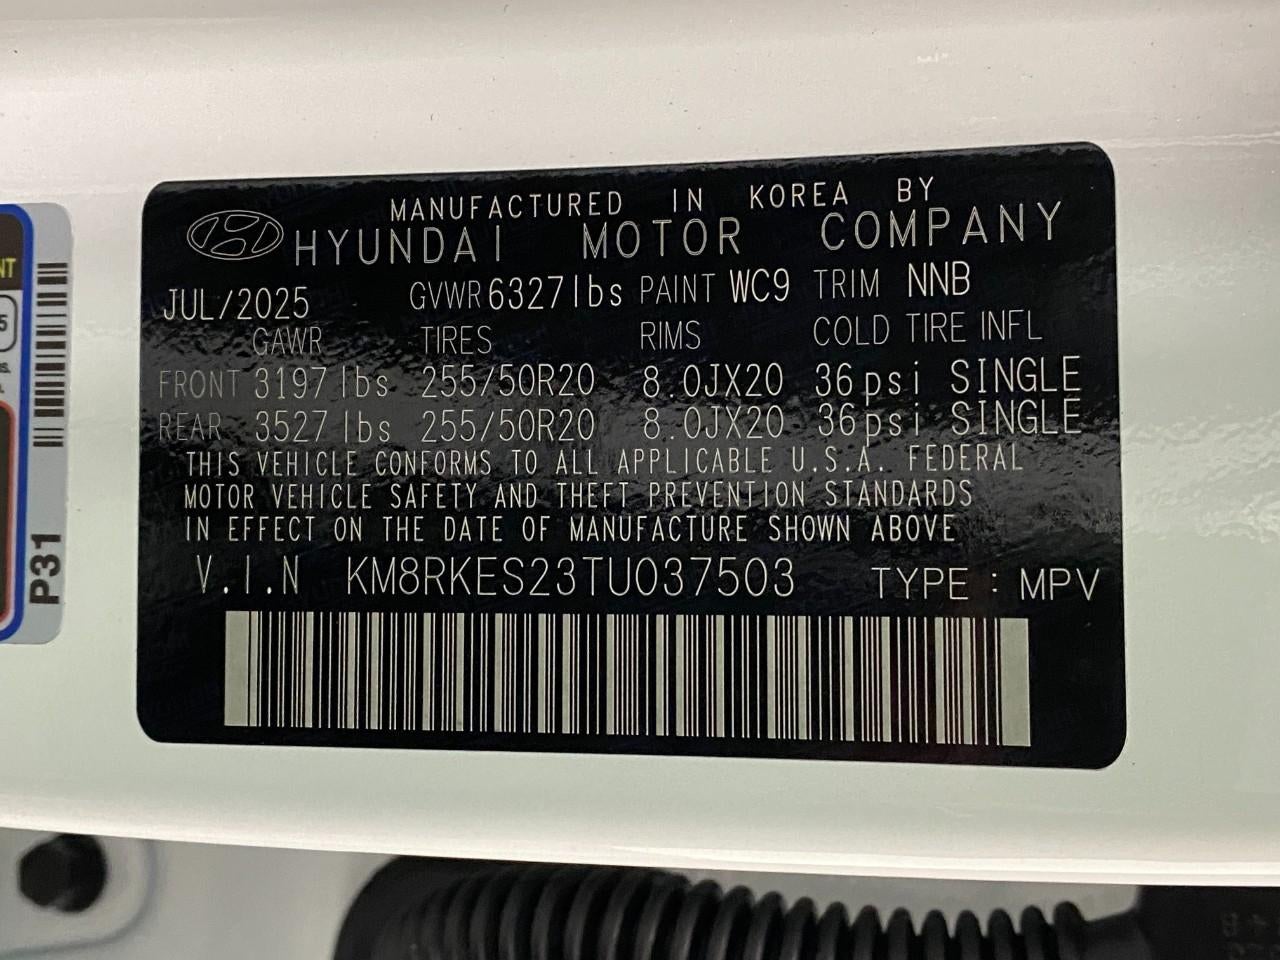 MANUFACTURED IN KOREA BY
HYUNDAI MOTOR COMPANY
JUL/2025 GVWR 6327lbs PAINT WC9 TRIM NNB
GAWR TIRES RIMS COLD TIRE INFL
FRONT 3197lbs 255/50R20 8.0JX20 36psi SINGLE
REAR 3527lbs 255/50R20 8.0JX20 36psi SINGLE
THIS VEHICLE CONFORMS TO ALL APPLICABLE U.S.A. FEDERAL
MOTOR VEHICLE SAFETY AND THEFT PREVENTION STANDARDS
IN EFFECT ON THE DATE OF MANUFACTURE SHOWN ABOVE
V.I.N KM8RKES23TU037503 TYPE : MPV
P31